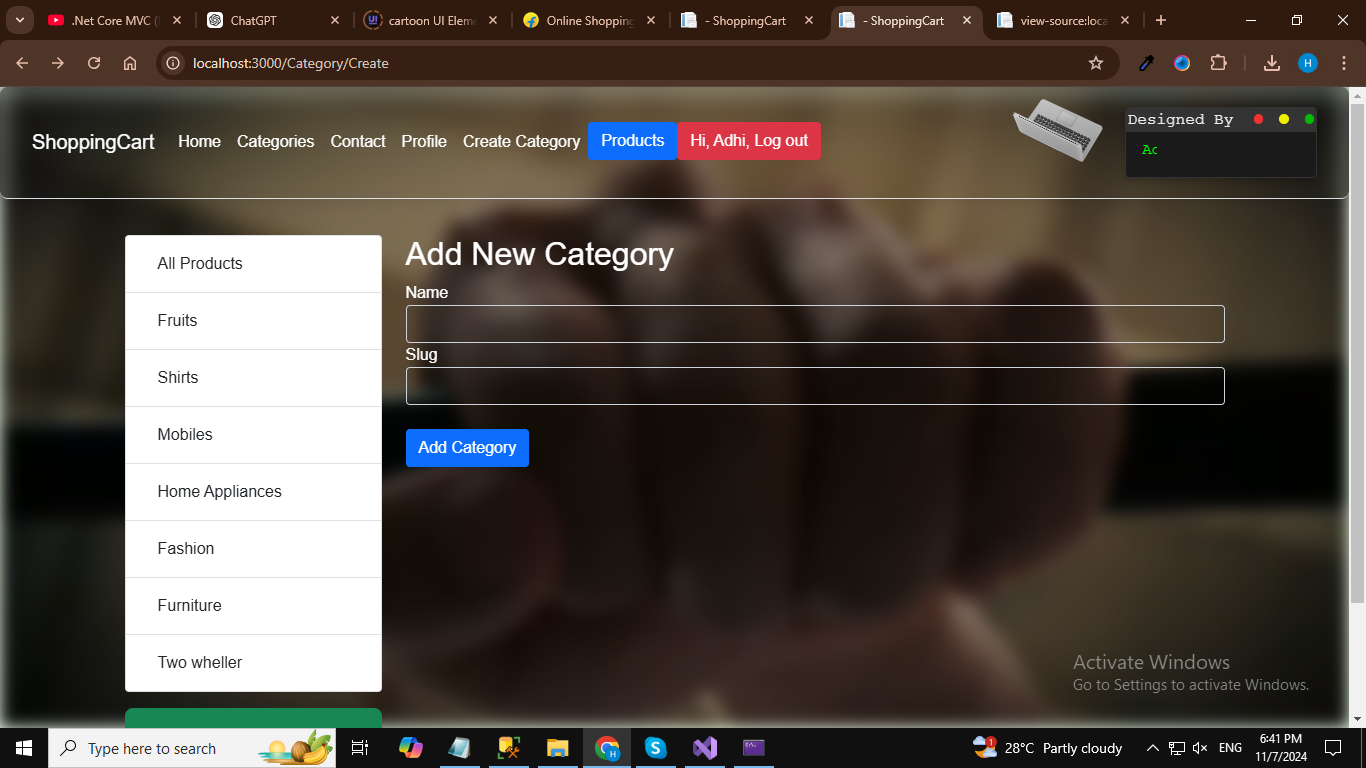 .Net Core MVC (
ChatGPT
cartoon UI Elem
Online Shopping
- ShoppingCart
- ShoppingCart
view-source:loca
localhost:3000/Category/Create
ShoppingCart
Home
Categories
Contact
Profile
Create Category
Products
Hi, Adhi, Log out
Designed By
Ac
All Products
Fruits
Shirts
Mobiles
Home Appliances
Fashion
Furniture
Two wheller
Add New Category
Name
Slug
Add Category
Activate Windows
Go to Settings to activate Windows.
Type here to search
1
28°C Partly cloudy
ENG
6:41 PM
11/7/2024
H